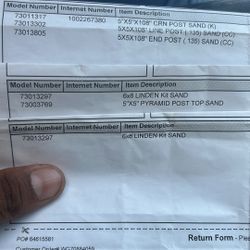 Model Number Internet Number Item Description
73011317 1002267380 5"X5"X108" CRN POST SAND (K)
73013302 5X5X108" LINE POST (.135) SAND (CC)
73013805 5X5X108" END POST (.135) SAND (CC)
Model Number Internet Number Item Description
73013297 6x8 LINDEN Kit SAND
73003769 5"X5" PYRAMID POST TOP SAND
Model Number Internet Number Item Description
73013297 6x8 LINDEN Kit SAND
PO# 64615581 Return Form -
Customer Order#